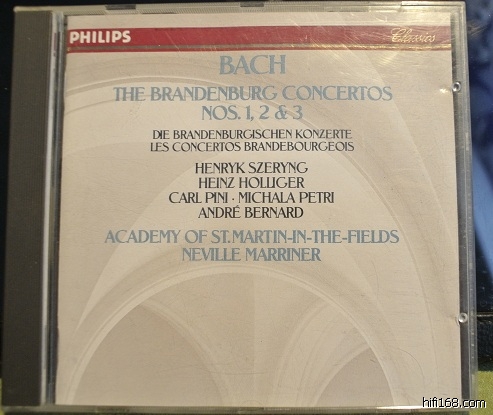 PHILIPS
Classics
BACH
THE BRANDENBURG CONCERTOS
NOS. 1, 2 & 3
DIE BRANDENBURGISCHEN KONZERTE
LES CONCERTOS BRANDEBOURGEOIS
HENRYK SZERYNG
HEINZ HOLLIGER
CARL PINI · MICHALA PETRI
ANDRÉ BERNARD
ACADEMY OF ST. MARTIN-IN-THE-FIELDS
NEVILLE MARRINER
hifi168.com